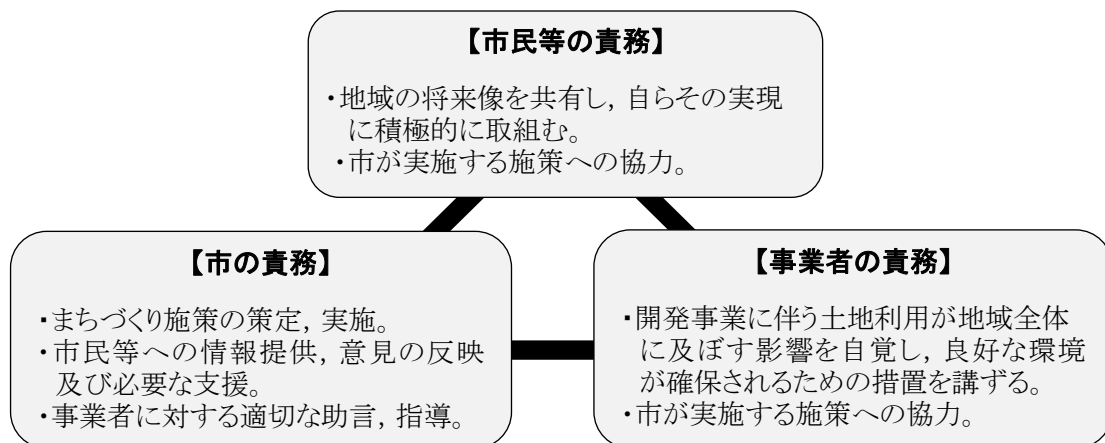 【市民等の責務】
・地域の将来像を共有し，自らその実現
に積極的に取組む。
・市が実施する施策への協力。
【市の責務】
・まちづくり施策の策定，実施。
・市民等への情報提供，意見の反映
及び必要な支援。
・事業者に対する適切な助言，指導。
【事業者の責務】
・開発事業に伴う土地利用が地域全体
に及ぼす影響を自覚し，良好な環境
が確保されるための措置を講ずる。
・市が実施する施策への協力。